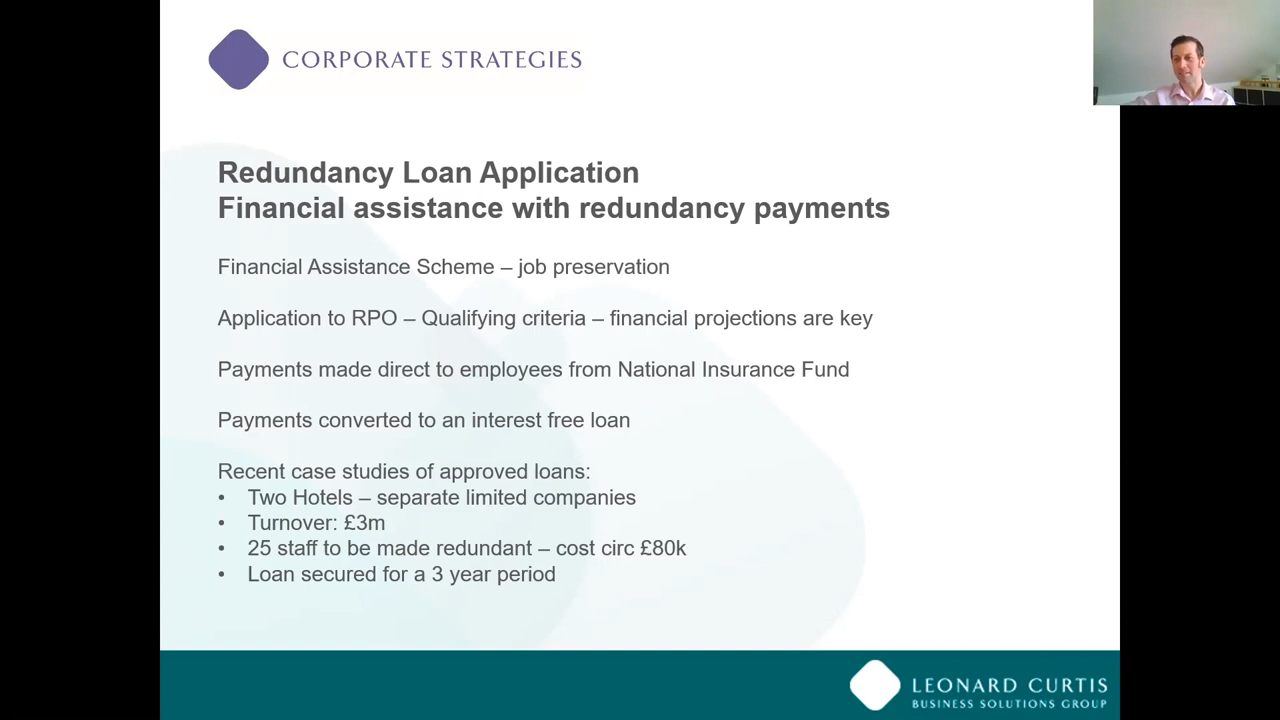 CORPORATE STRATEGIES
Redundancy Loan Application
Financial assistance with redundancy payments
Financial Assistance Scheme – job preservation
Application to RPO – Qualifying criteria – financial projections are key
Payments made direct to employees from National Insurance Fund
Payments converted to an interest free loan
Recent case studies of approved loans:
• Two Hotels – separate limited companies
• Turnover: £3m
• 25 staff to be made redundant – cost circ £80k
• Loan secured for a 3 year period
LEONARD CURTIS
BUSINESS SOLUTIONS GROUP